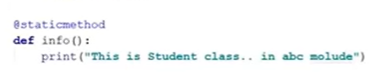 @staticmethod
def info():
    print("This is Student class.. in abc molude")